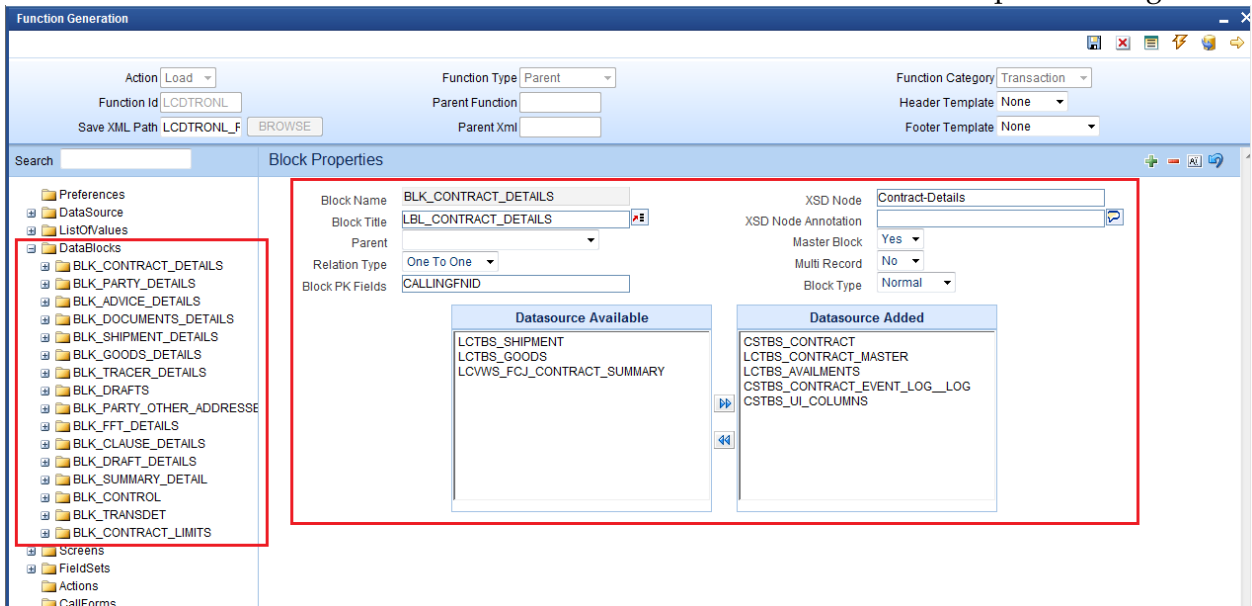 Function Generation
Action Load Function Type Parent Function Category Transaction
Function Id LCDTRONL Parent Function Header Template None
Save XML Path LCDTRONL_F BROWSE Parent Xml Footer Template None
Search Block Properties
Preferences
DataSource
ListOfValues
DataBlocks
BLK_CONTRACT_DETAILS
BLK_PARTY_DETAILS
BLK_ADVICE_DETAILS
BLK_DOCUMENTS_DETAILS
BLK_SHIPMENT_DETAILS
BLK_GOODS_DETAILS
BLK_TRACER_DETAILS
BLK_DRAFTS
BLK_PARTY_OTHER_ADDRESSE
BLK_FFT_DETAILS
BLK_CLAUSE_DETAILS
BLK_DRAFT_DETAILS
BLK_SUMMARY_DETAIL
BLK_CONTROL
BLK_TRANSDET
BLK_CONTRACT_LIMITS
Screens
FieldSets
Actions
CallForms
Block Name BLK_CONTRACT_DETAILS XSD Node Contract-Details
Block Title LBL_CONTRACT_DETAILS XSD Node Annotation
Parent Master Block Yes
Relation Type One To One Multi Record No
Block PK Fields CALLINGFNID Block Type Normal
Datasource Available
LCTBS_SHIPMENT
LCTBS_GOODS
LCVWS_FCJ_CONTRACT_SUMMARY
Datasource Added
CSTBS_CONTRACT
LCTBS_CONTRACT_MASTER
LCTBS_AVAILMENTS
CSTBS_CONTRACT_EVENT_LOG__LOG
CSTBS_UI_COLUMNS